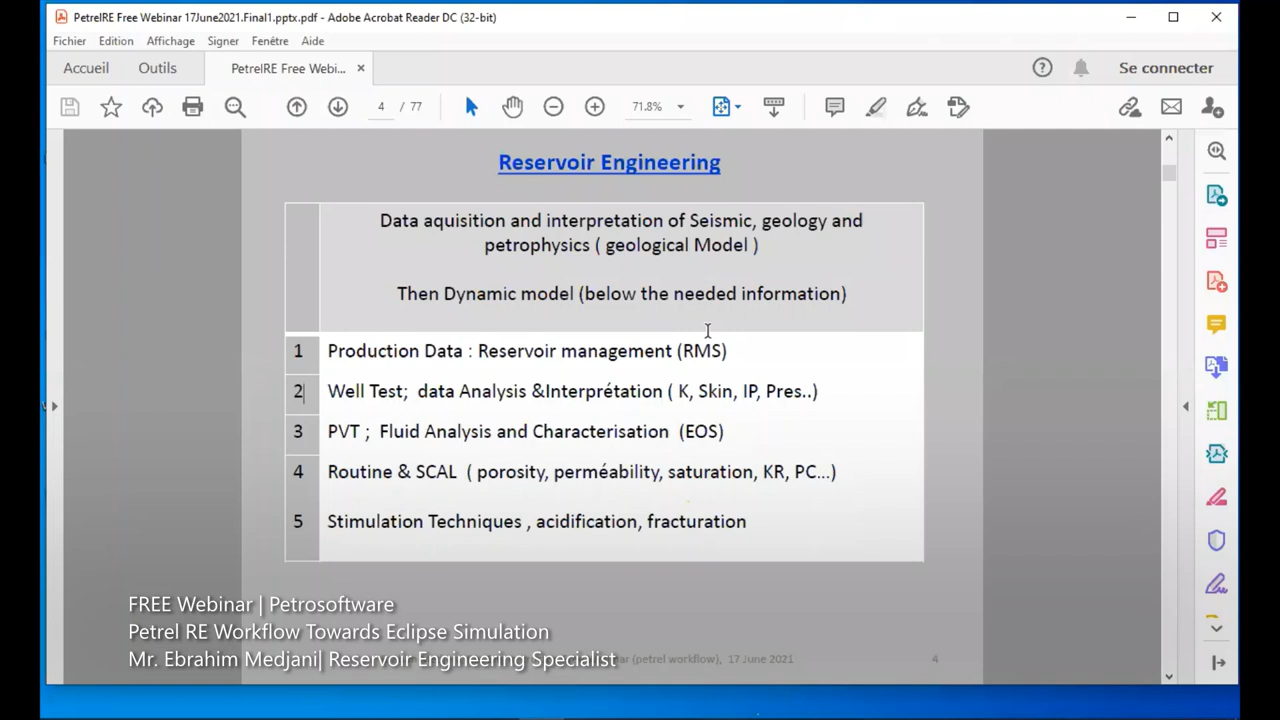 PetrelRE Free Webinar 17June2021.Final1.pptx.pdf - Adobe Acrobat Reader DC (32-bit)
Fichier Edition Affichage Signer Fenêtre Aide
Accueil Outils PetrelRE Free Webi... × Se connecter
4 / 77 71.8%
Reservoir Engineering
Data aquisition and interpretation of Seismic, geology and
petrophysics ( geological Model )
Then Dynamic model (below the needed information)
1 Production Data : Reservoir management (RMS)
2 Well Test; data Analysis &Interprétation ( K, Skin, IP, Pres..)
3 PVT ; Fluid Analysis and Characterisation (EOS)
4 Routine & SCAL ( porosity, perméability, saturation, KR, PC...)
5 Stimulation Techniques , acidification, fracturation
FREE Webinar | Petrosoftware
Petrel RE Workflow Towards Eclipse Simulation
Mr. Ebrahim Medjani| Reservoir Engineering Specialist
(petrel workflow), 17 June 2021 4